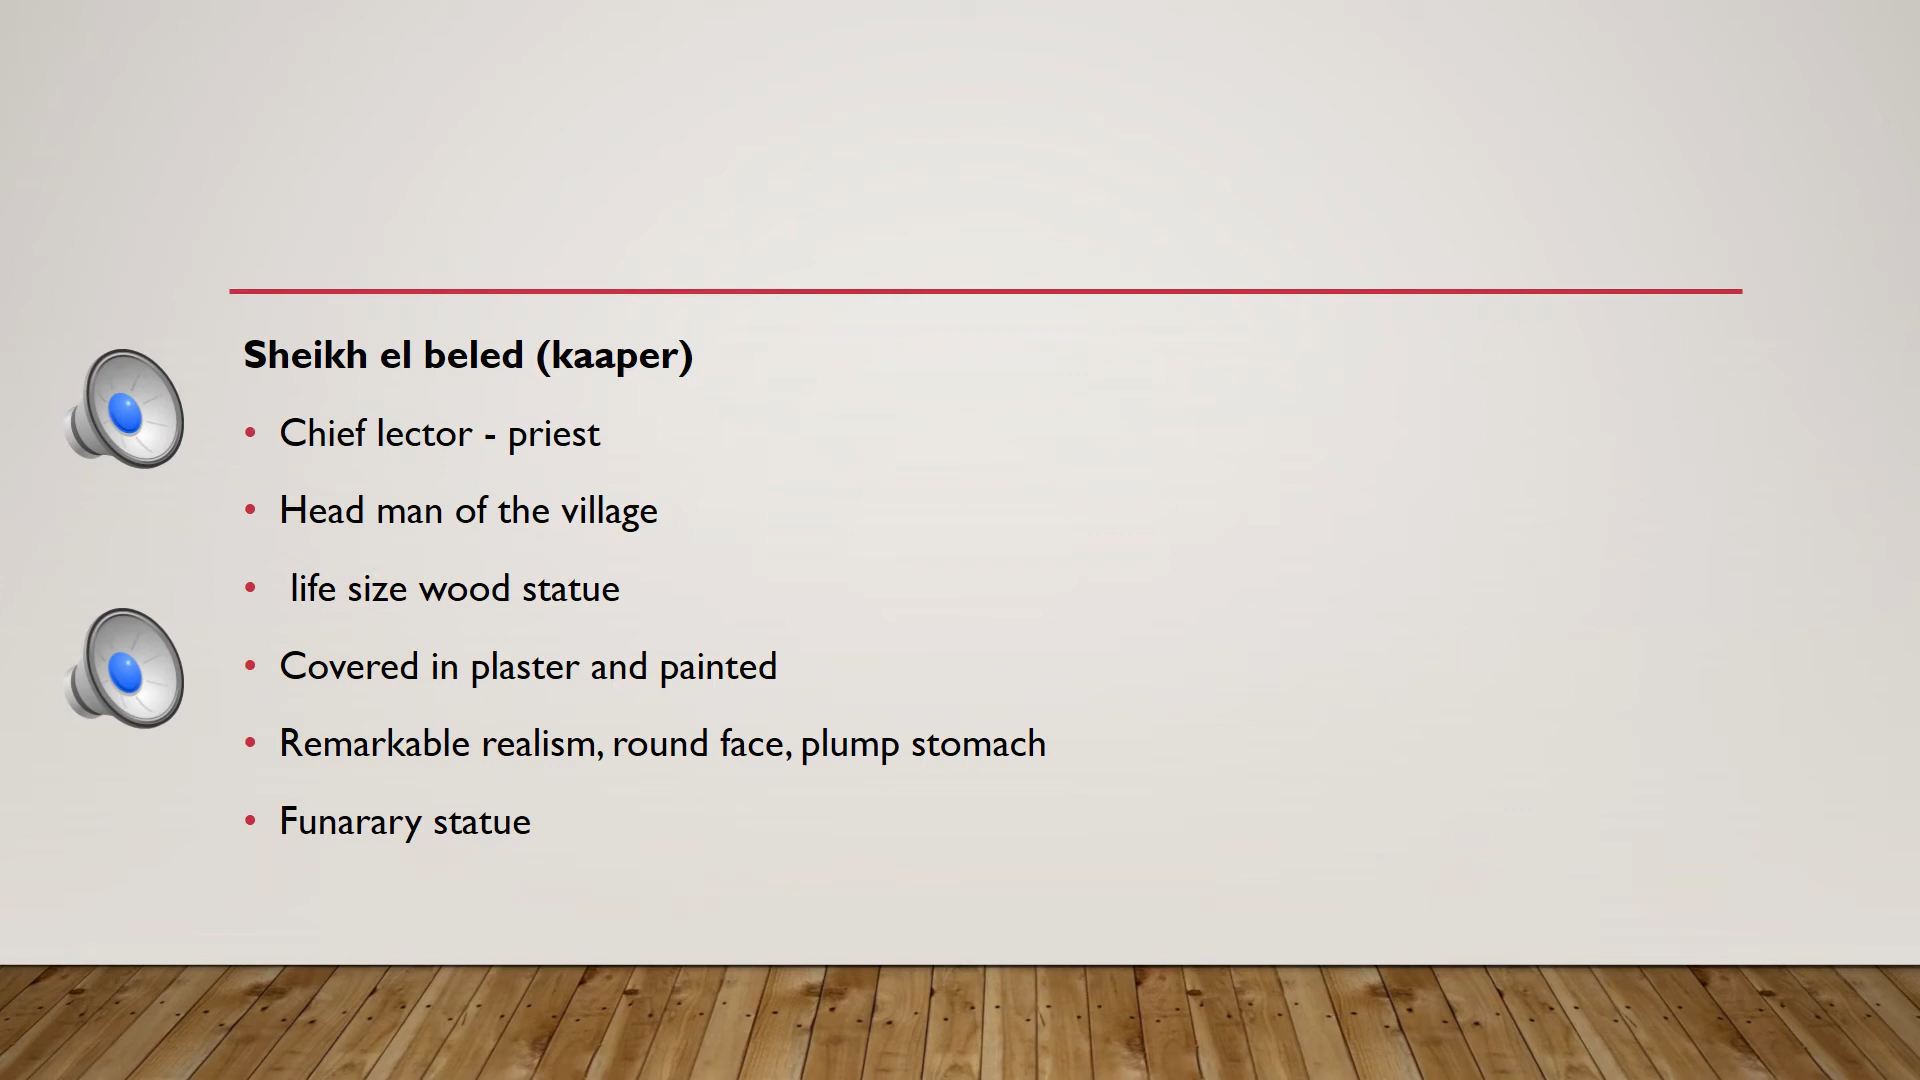 Sheikh el beled (kaaper)
• Chief lector - priest
• Head man of the village
• life size wood statue
• Covered in plaster and painted
• Remarkable realism, round face, plump stomach
• Funarary statue